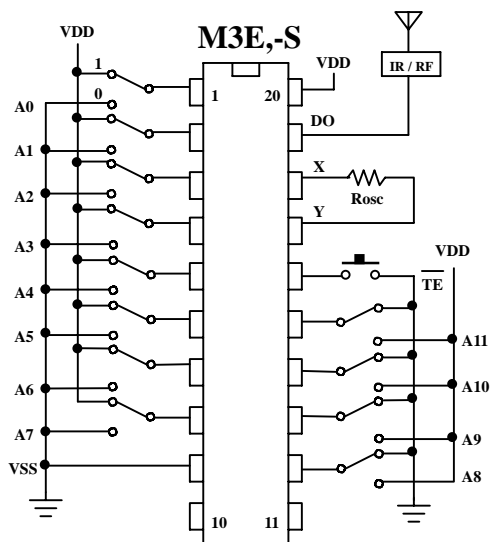 M3E,-S
VDD
1
0
A0
A1
A2
A3
A4
A5
A6
A7
VSS
1
20
10
11
VDD
IR / RF
DO
X
Y
Rosc
TE
VDD
A11
A10
A9
A8